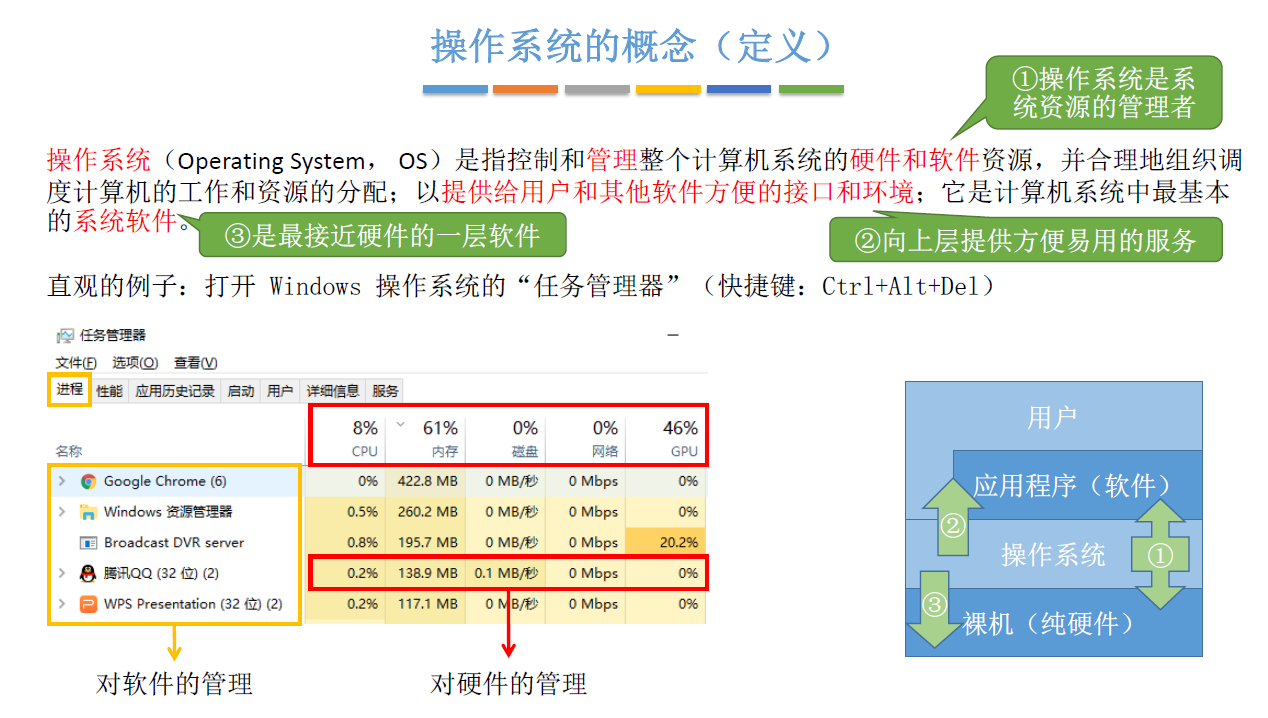 操作系统的概念（定义）
①操作系统是系
统资源的管理者
操作系统（Operating System， OS）是指控制和管理整个计算机系统的硬件和软件资源，并合理地组织调
度计算机的工作和资源的分配；以提供给用户和其他软件方便的接口和环境；它是计算机系统中最基本
的系统软件。
③是最接近硬件的一层软件
②向上层提供方便易用的服务
直观的例子：打开 Windows 操作系统的“任务管理器”（快捷键：Ctrl+Alt+Del）
任务管理器
文件(F) 选项(O) 查看(V)
进程 性能 应用历史记录 启动 用户 详细信息 服务
8% 61% 0% 0% 46%
名称 CPU 内存 磁盘 网络 GPU
Google Chrome (6) 0% 422.8 MB 0 MB/秒 0 Mbps 0%
Windows 资源管理器 0.5% 260.2 MB 0 MB/秒 0 Mbps 0%
Broadcast DVR server 0.8% 195.7 MB 0 MB/秒 0 Mbps 20.2%
腾讯QQ (32 位) (2) 0.2% 138.9 MB 0.1 MB/秒 0 Mbps 0%
WPS Presentation (32 位) (2) 0.2% 117.1 MB 0 MB/秒 0 Mbps 0%
对软件的管理
对硬件的管理
用户
应用程序（软件）
②
操作系统
①
③
裸机（纯硬件）